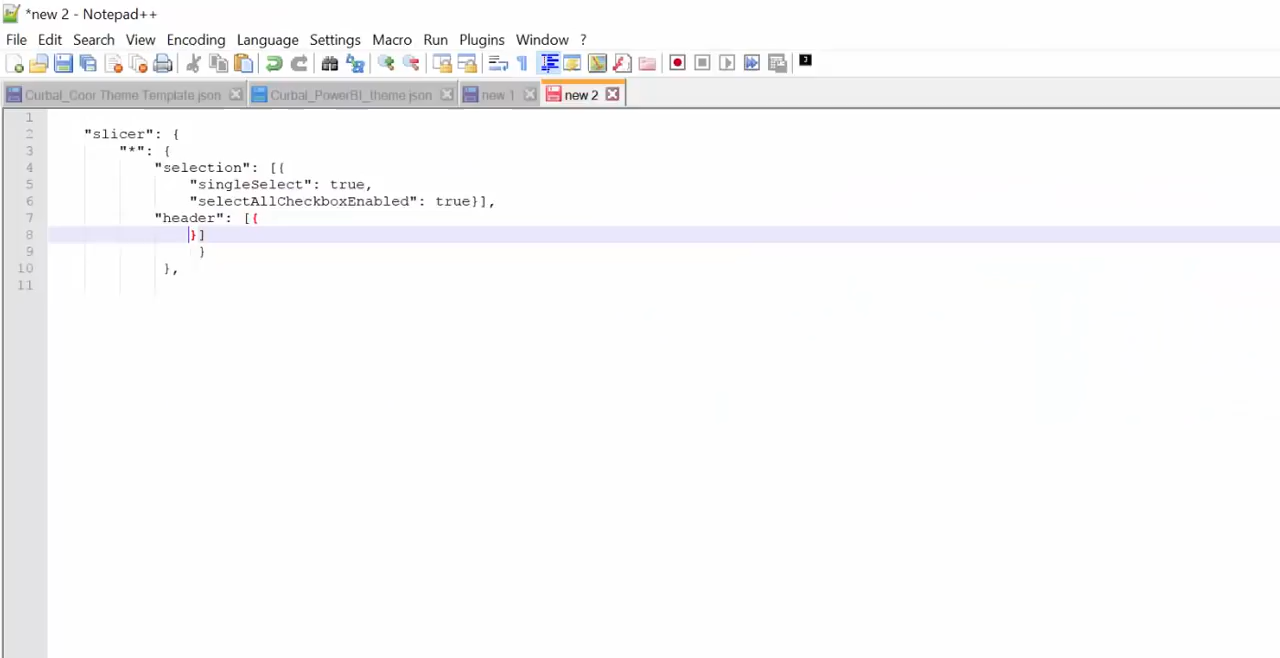 *new 2 - Notepad++
File Edit Search View Encoding Language Settings Macro Run Plugins Window ?
Curbal_Coor Theme Template.json Curbal_PowerBI_theme.json new 1 new 2
1
2 "slicer": {
3 "*": {
4 "selection": [{
5 "singleSelect": true,
6 "selectAllCheckboxEnabled": true}],
7 "header": [{
8 }]
9 }
10 },
11